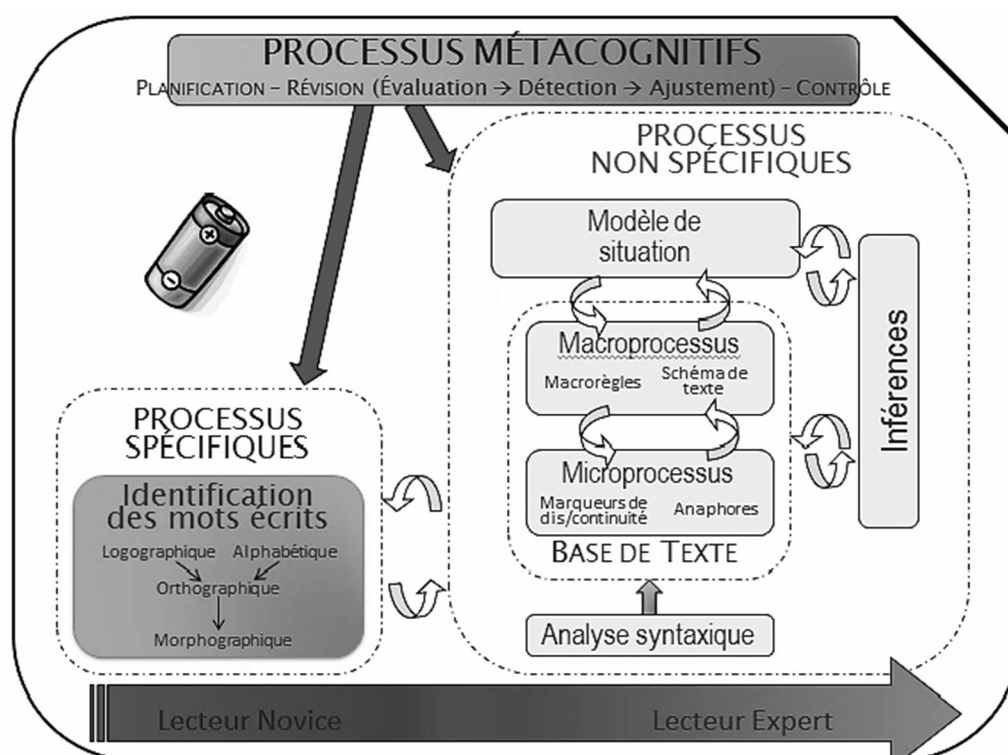 PROCESSUS MÉTACOGNITIFS
PLANIFICATION – RÉVISION (Évaluation → Détection → Ajustement) – CONTRÔLE
PROCESSUS
NON SPÉCIFIQUES
Modèle de
situation
Macroprocessus
Macrorègles
Schéma de
texte
Microprocessus
Marqueurs de
dis/continuité
Anaphores
BASE DE TEXTE
Analyse syntaxique
Inférences
PROCESSUS
SPÉCIFIQUES
Identification
des mots écrits
Logographique Alphabétique
Orthographique
Morphographique
Lecteur Novice
Lecteur Expert